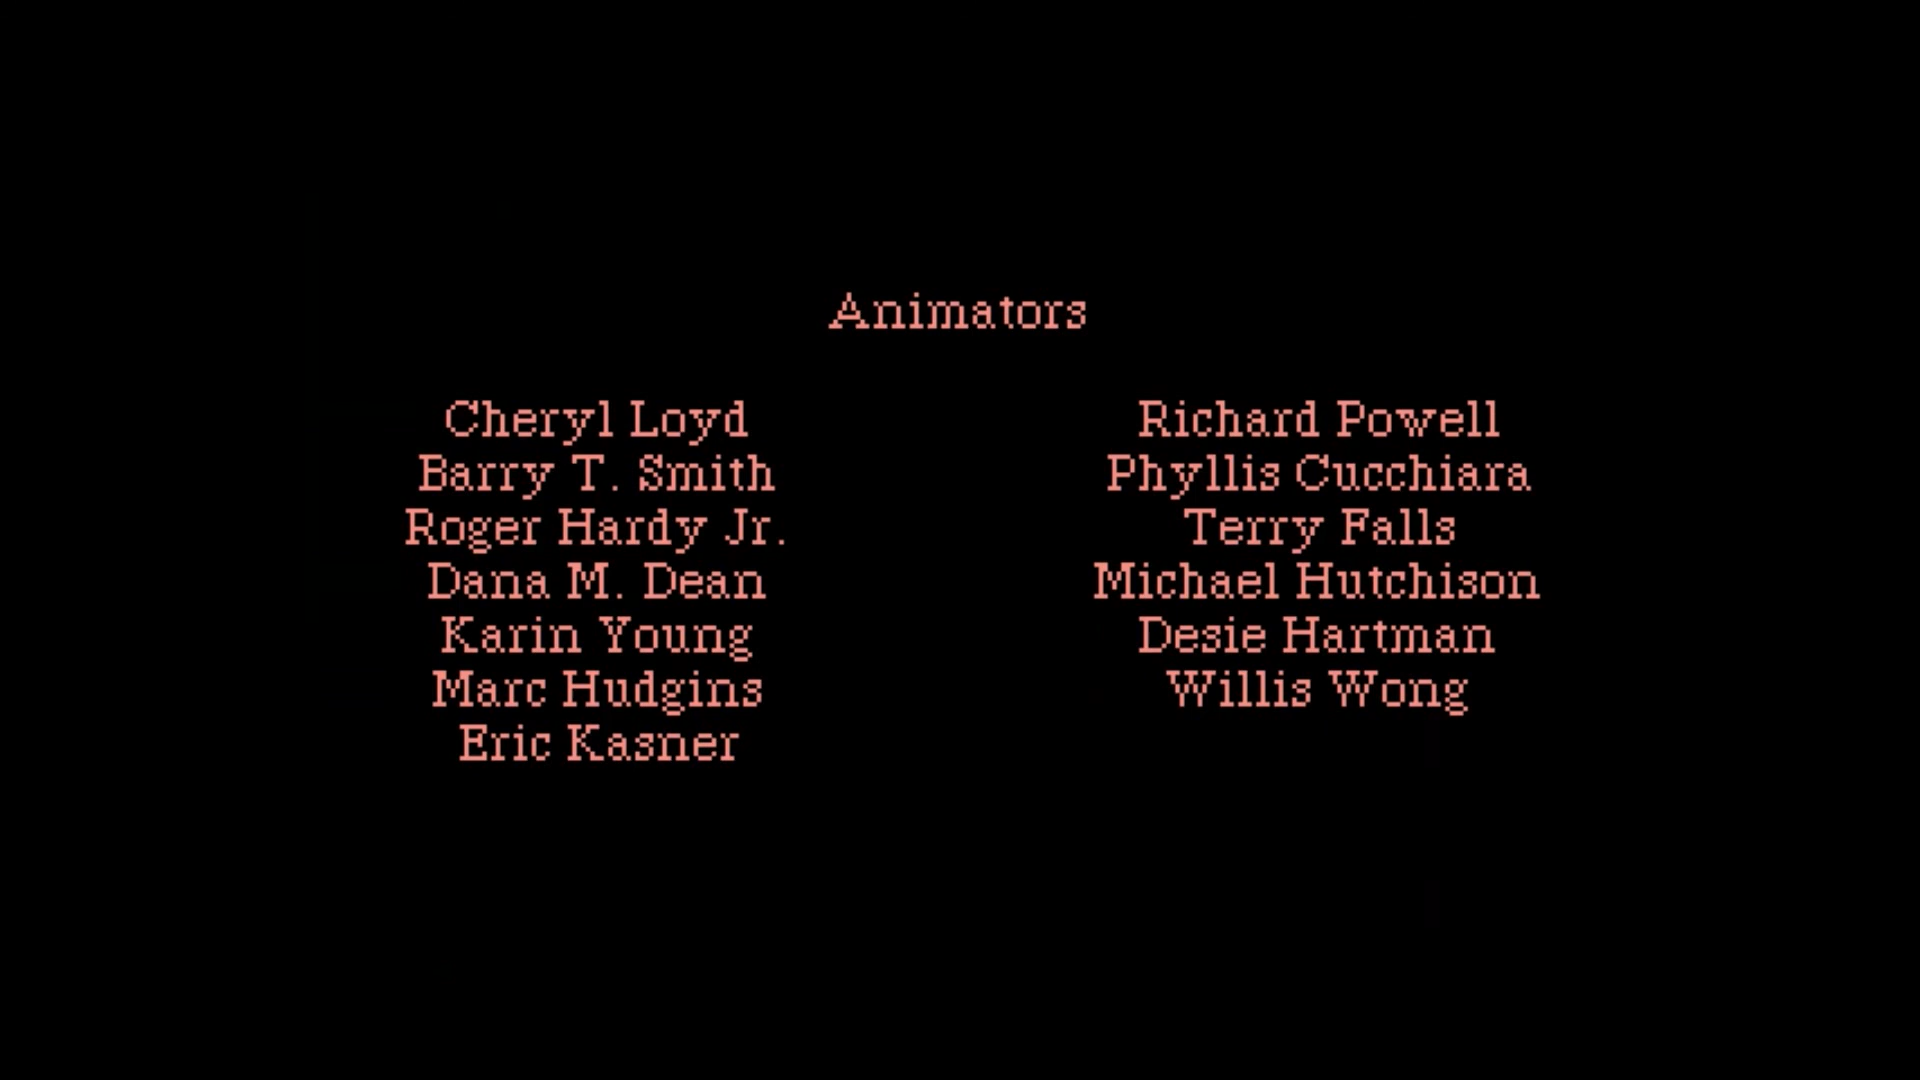 Animators
Cheryl Loyd
Barry T. Smith
Roger Hardy Jr.
Dana M. Dean
Karin Young
Marc Hudgins
Eric Kasner
Richard Powell
Phyllis Cucchiara
Terry Falls
Michael Hutchison
Desie Hartman
Willis Wong